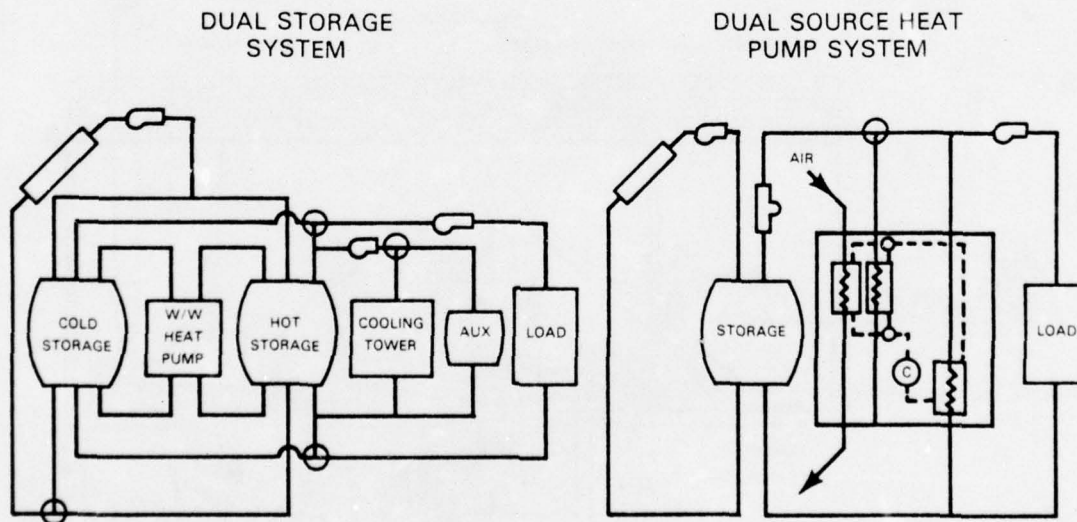 DUAL STORAGE
SYSTEM
COLD
STORAGE
W/W
HEAT
PUMP
HOT
STORAGE
COOLING
TOWER
AUX
LOAD
DUAL SOURCE HEAT
PUMP SYSTEM
AIR
STORAGE
C
LOAD